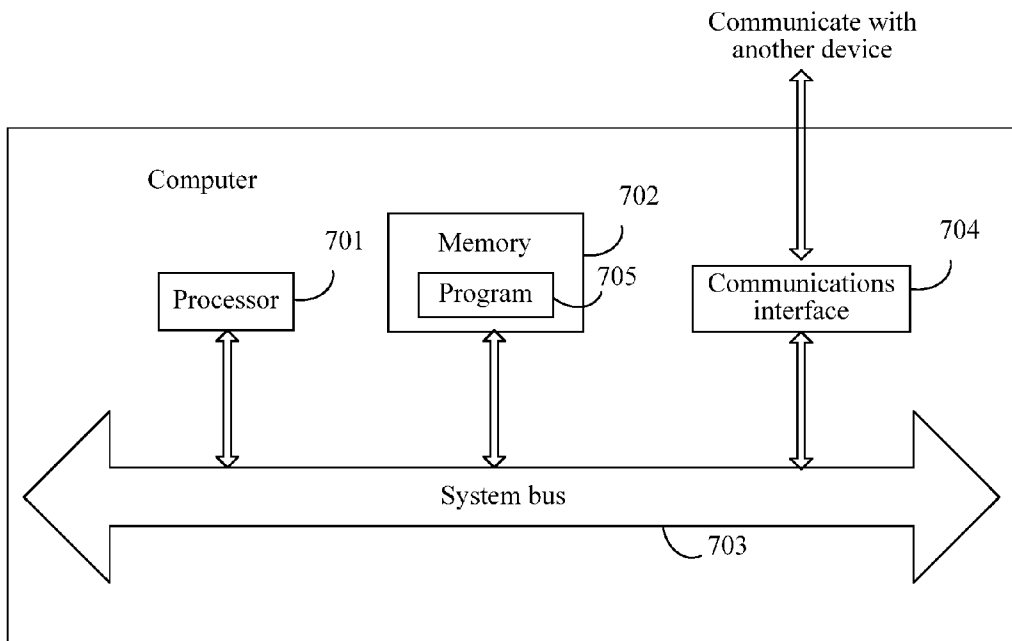 Communicate with
another device
Computer
701
702
704
Memory
Processor
Program
705
Communications
interface
System bus
703